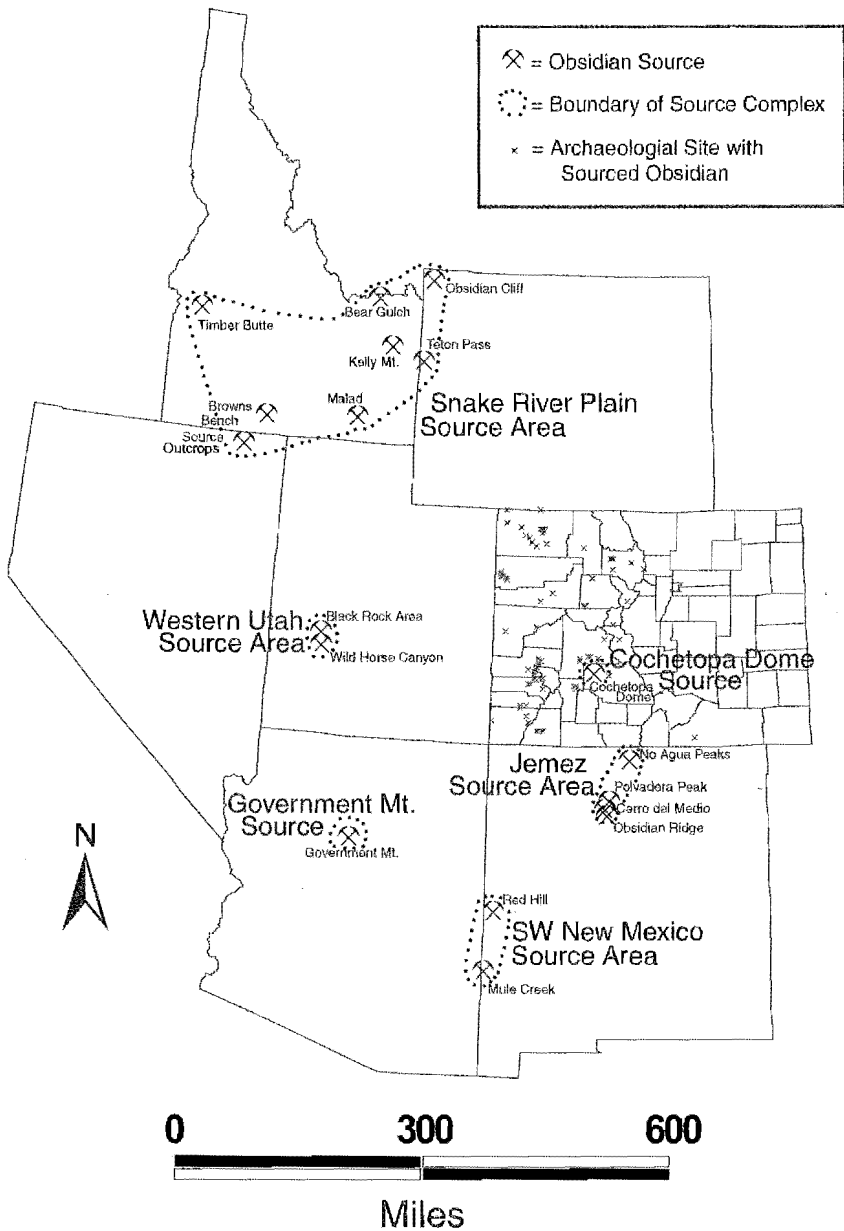 = Obsidian Source
= Boundary of Source Complex
= Archaeologial Site with
Sourced Obsidian
Obsidian Cliff
Bear Gulch
Timber Butte
Teton Pass
Kelly Mt.
Malad
Browns
Bench
Source
Outcrops
Snake River Plain
Source Area
Black Rock Area
Western Utah
Source Area
Wild Horse Canyon
Cochetopa Dome
Source
Cochetopa
Dome
No Agua Peaks
Jemez
Source Area
Polvadera Peak
Cerro del Medio
Obsidian Ridge
Government Mt.
Source
Government Mt.
N
Red Hill
SW New Mexico
Source Area
Mule Creek
0 300 600
Miles